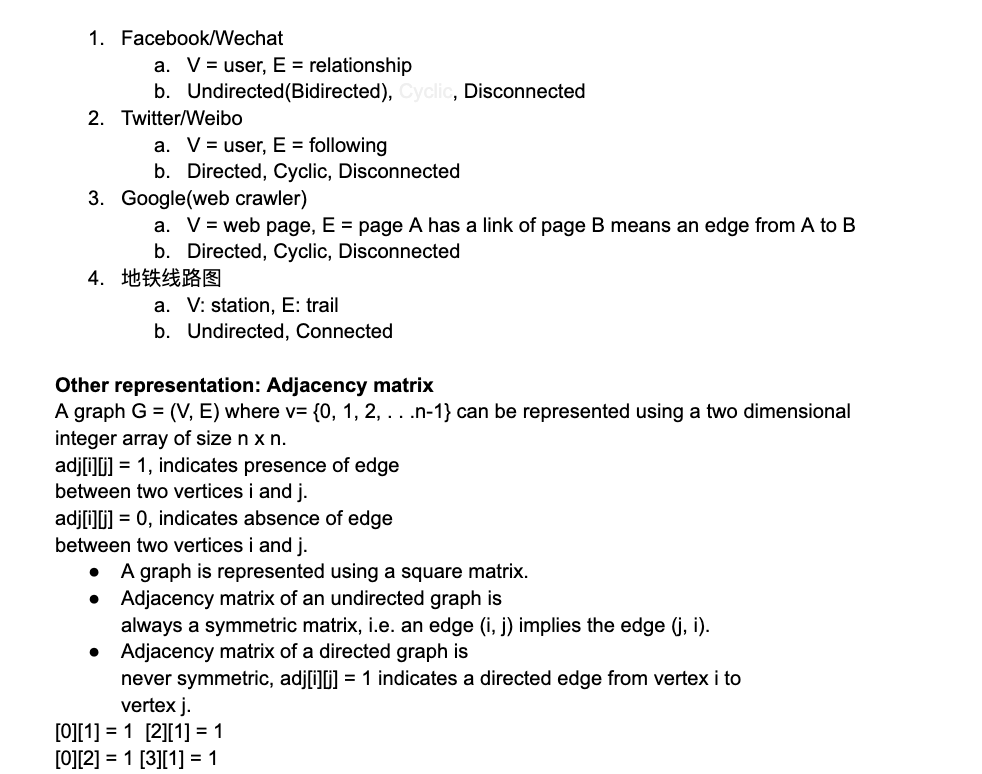 1. Facebook/Wechat
a. V = user, E = relationship
b. Undirected(Bidirected), Cyclic, Disconnected
2. Twitter/Weibo
a. V = user, E = following
b. Directed, Cyclic, Disconnected
3. Google(web crawler)
a. V = web page, E = page A has a link of page B means an edge from A to B
b. Directed, Cyclic, Disconnected
4. 地铁线路图
a. V: station, E: trail
b. Undirected, Connected
Other representation: Adjacency matrix
A graph G = (V, E) where v= {0, 1, 2, . . .n-1} can be represented using a two dimensional
integer array of size n x n.
adj[i][j] = 1, indicates presence of edge
between two vertices i and j.
adj[i][j] = 0, indicates absence of edge
between two vertices i and j.
● A graph is represented using a square matrix.
● Adjacency matrix of an undirected graph is
always a symmetric matrix, i.e. an edge (i, j) implies the edge (j, i).
● Adjacency matrix of a directed graph is
never symmetric, adj[i][j] = 1 indicates a directed edge from vertex i to
vertex j.
[0][1] = 1 [2][1] = 1
[0][2] = 1 [3][1] = 1